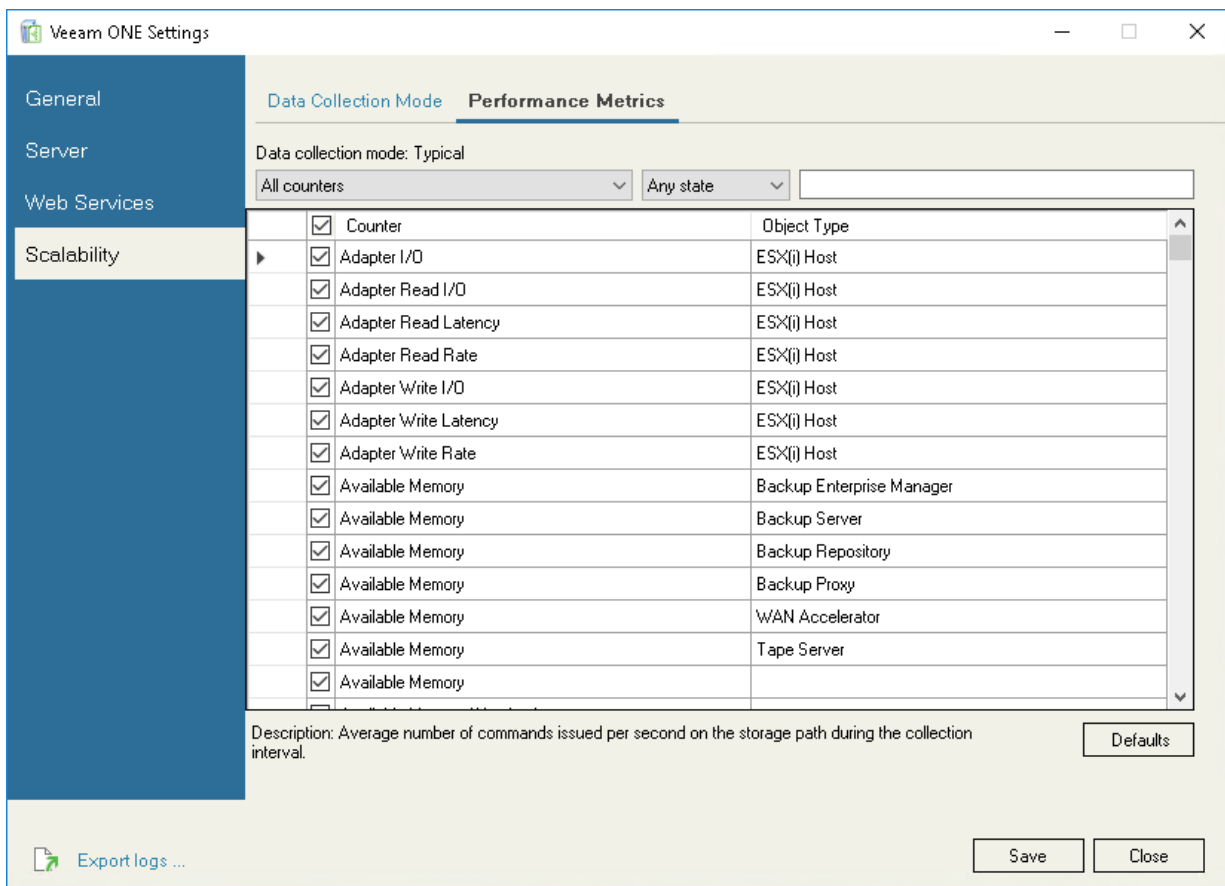 Veeam ONE Settings
General
Server
Web Services
Scalability
Data Collection Mode Performance Metrics
Data collection mode: Typical
All counters Any state
Counter Object Type
Adapter I/O ESX(i) Host
Adapter Read I/O ESX(i) Host
Adapter Read Latency ESX(i) Host
Adapter Read Rate ESX(i) Host
Adapter Write I/O ESX(i) Host
Adapter Write Latency ESX(i) Host
Adapter Write Rate ESX(i) Host
Available Memory Backup Enterprise Manager
Available Memory Backup Server
Available Memory Backup Repository
Available Memory Backup Proxy
Available Memory WAN Accelerator
Available Memory Tape Server
Available Memory
Description: Average number of commands issued per second on the storage path during the collection
interval.
Defaults
Export logs ...
Save Close